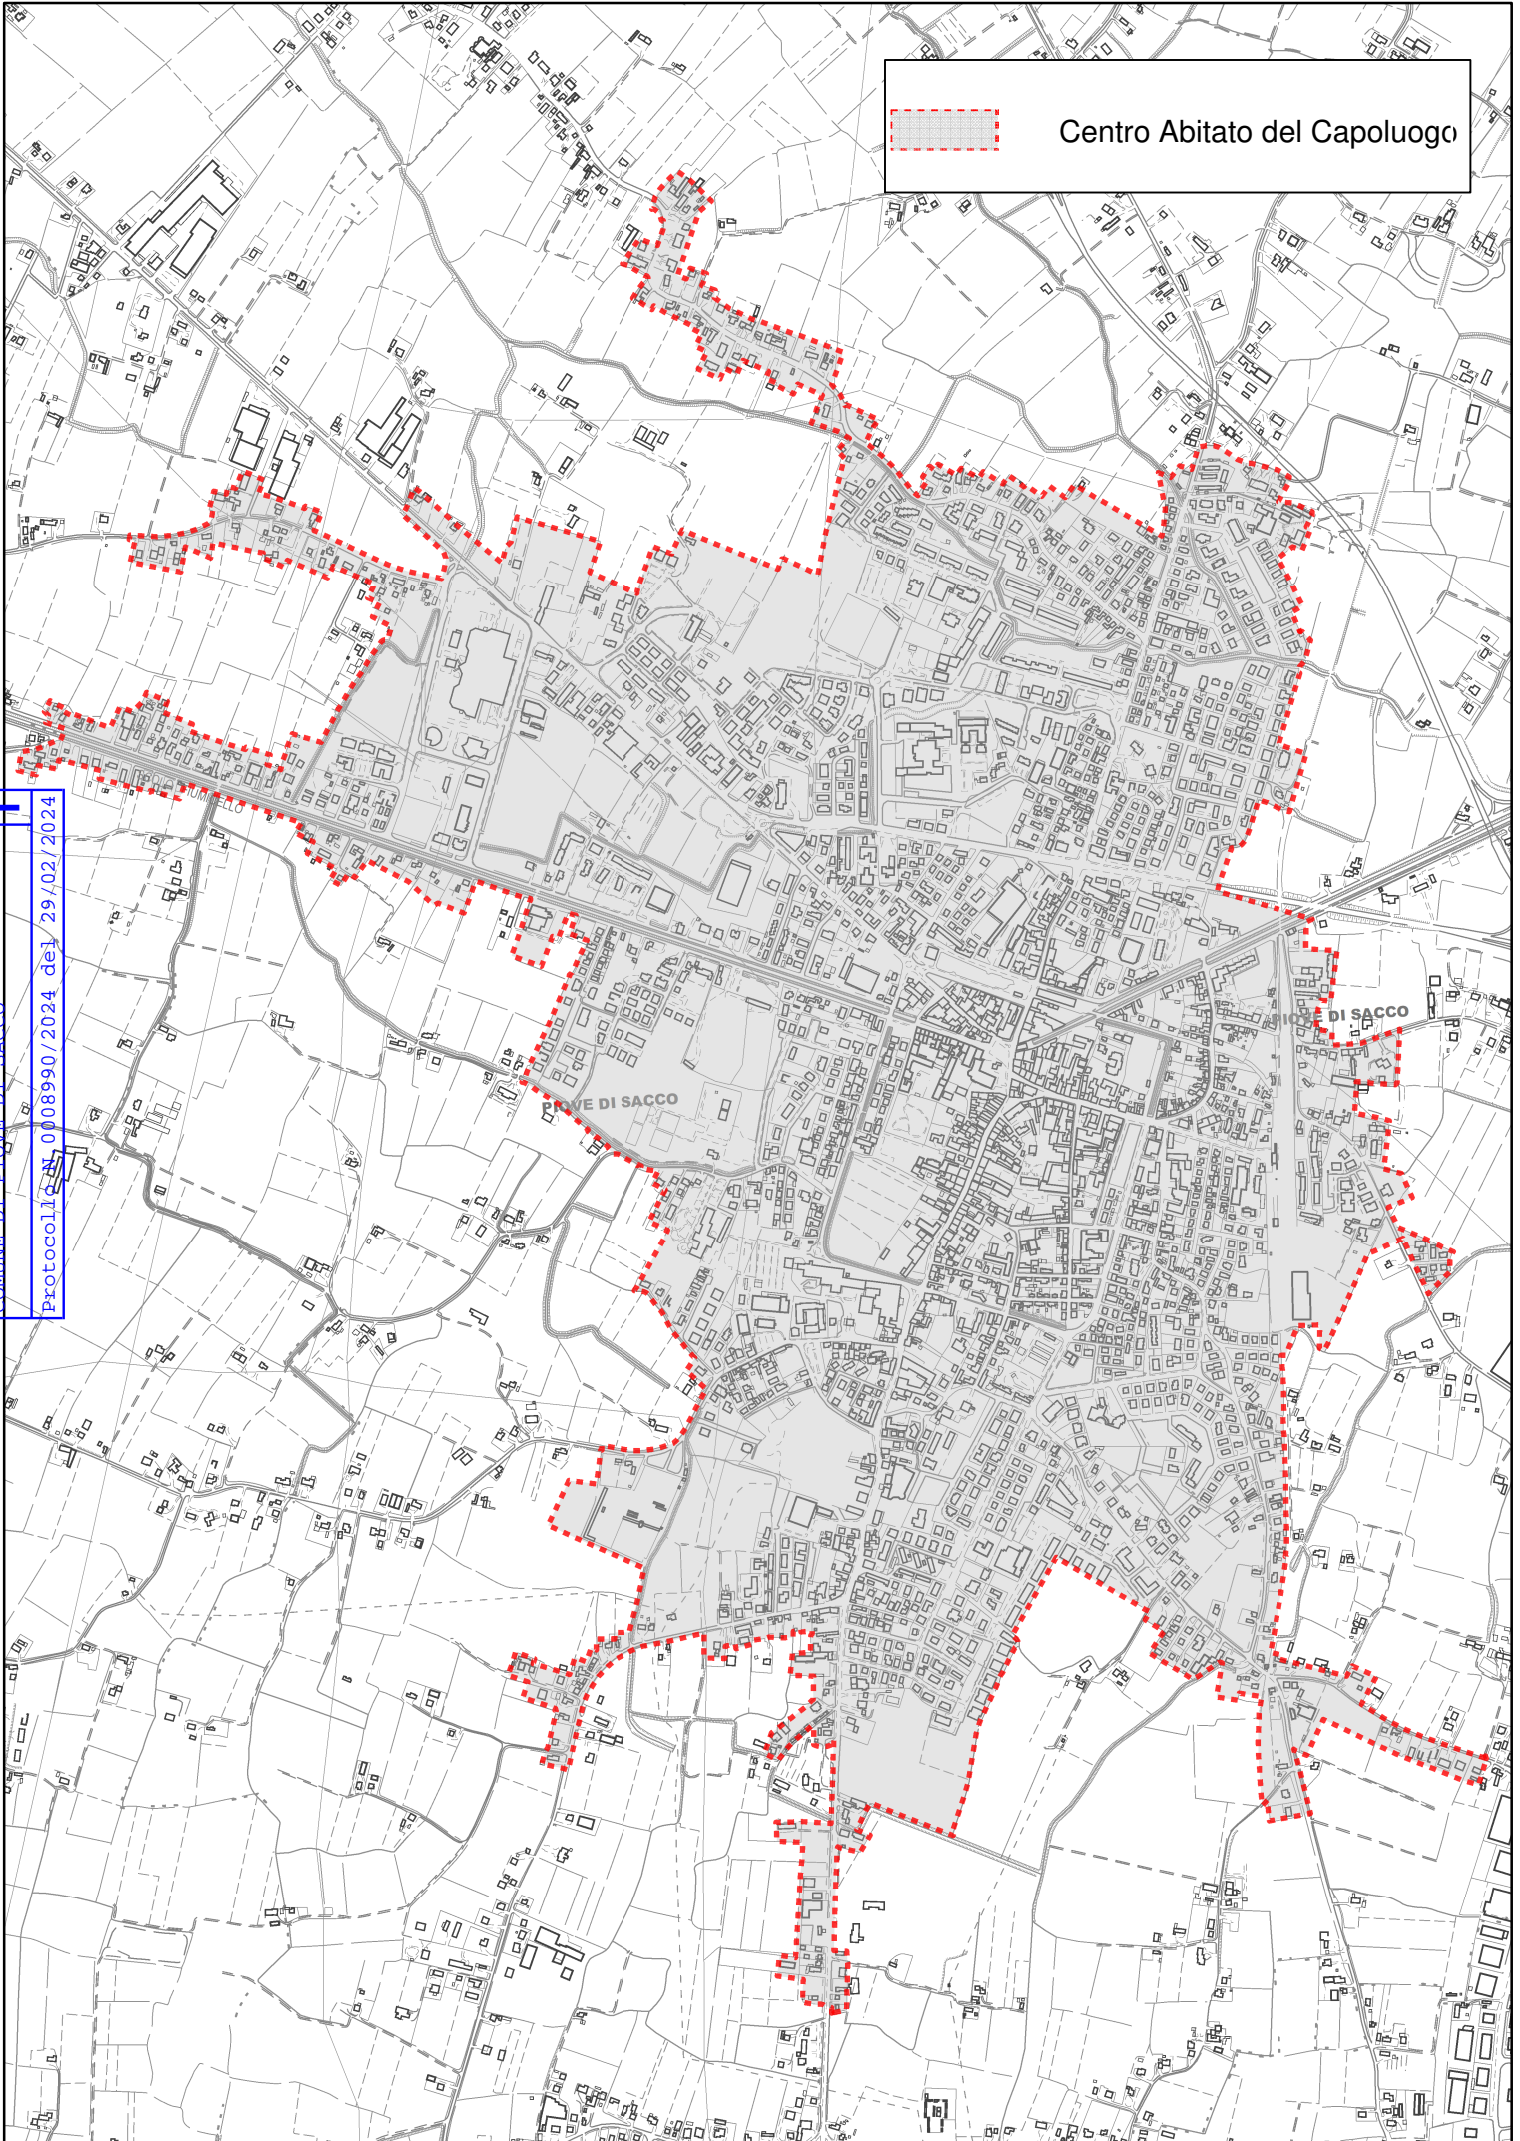 Centro Abitato del Capoluogo
PIOVE DI SACCO
PIOVE DI SACCO
Protocollo N.0008990/2024 del 29/02/2024